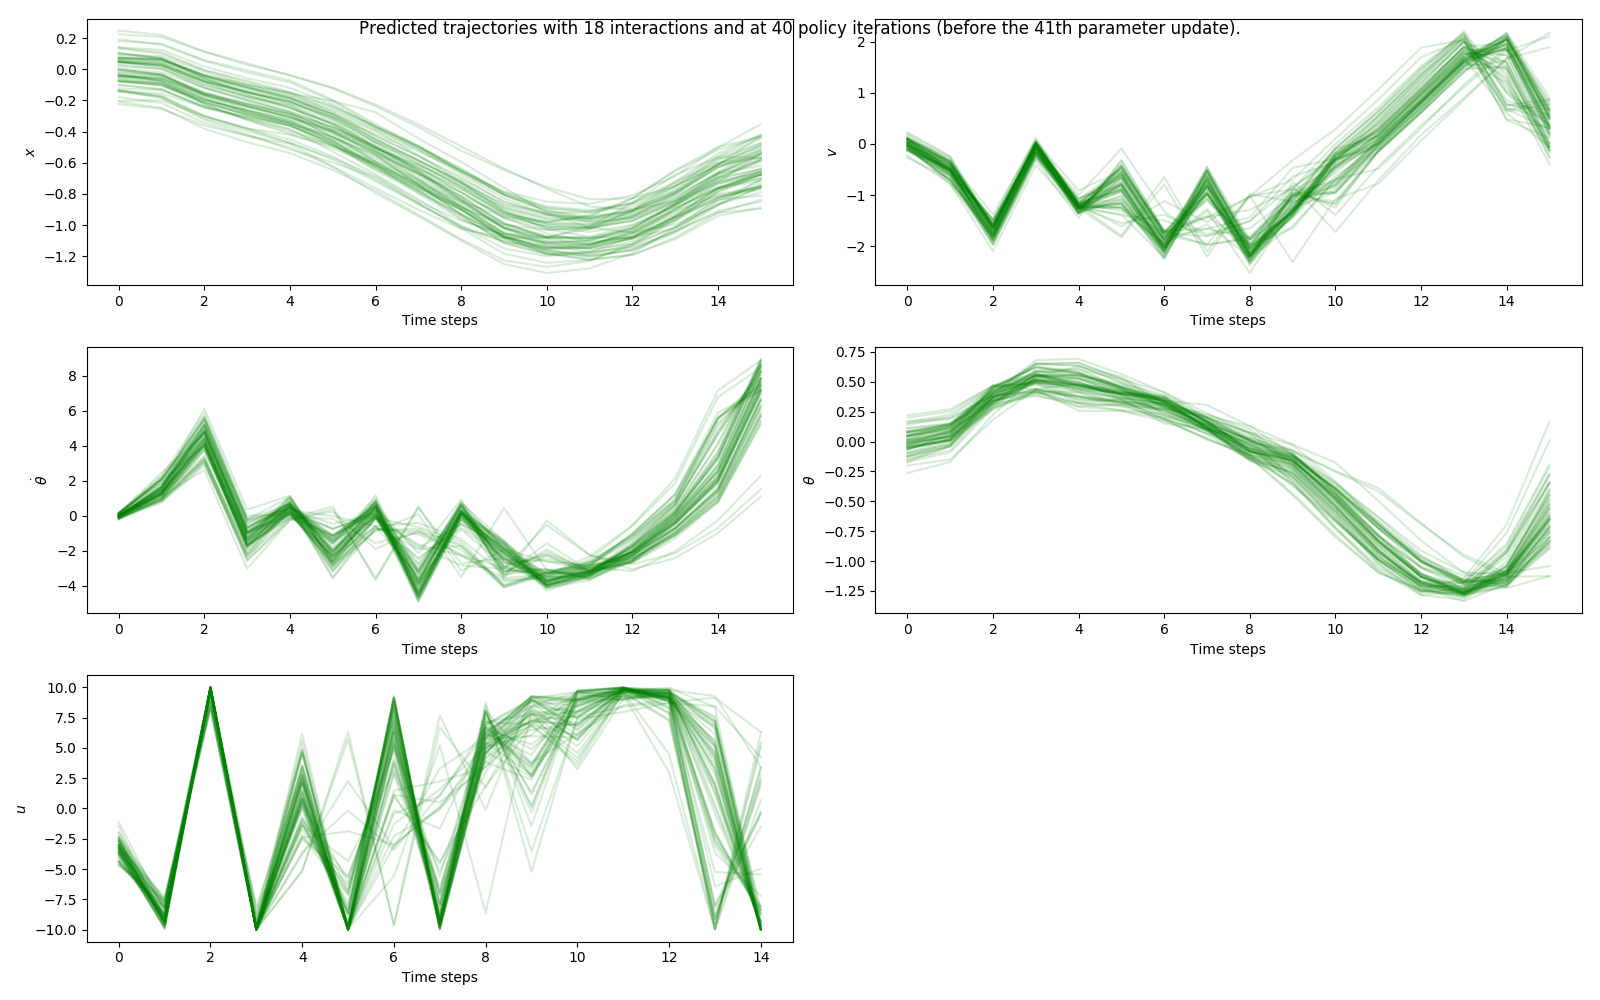 Predicted trajectories with 18 interactions and at 40 policy iterations (before the 41th parameter update).
0.2
0.0
−0.2
−0.4
−0.6
−0.8
−1.0
−1.2
x
0 2 4 6 8 10 12 14
Time steps
2
1
0
−1
−2
v
0 2 4 6 8 10 12 14
Time steps
8
6
4
2
0
−2
−4
θ̇
0 2 4 6 8 10 12 14
Time steps
0.75
0.50
0.25
0.00
−0.25
−0.50
−0.75
−1.00
−1.25
θ
0 2 4 6 8 10 12 14
Time steps
10.0
7.5
5.0
2.5
0.0
−2.5
−5.0
−7.5
−10.0
u
0 2 4 6 8 10 12 14
Time steps